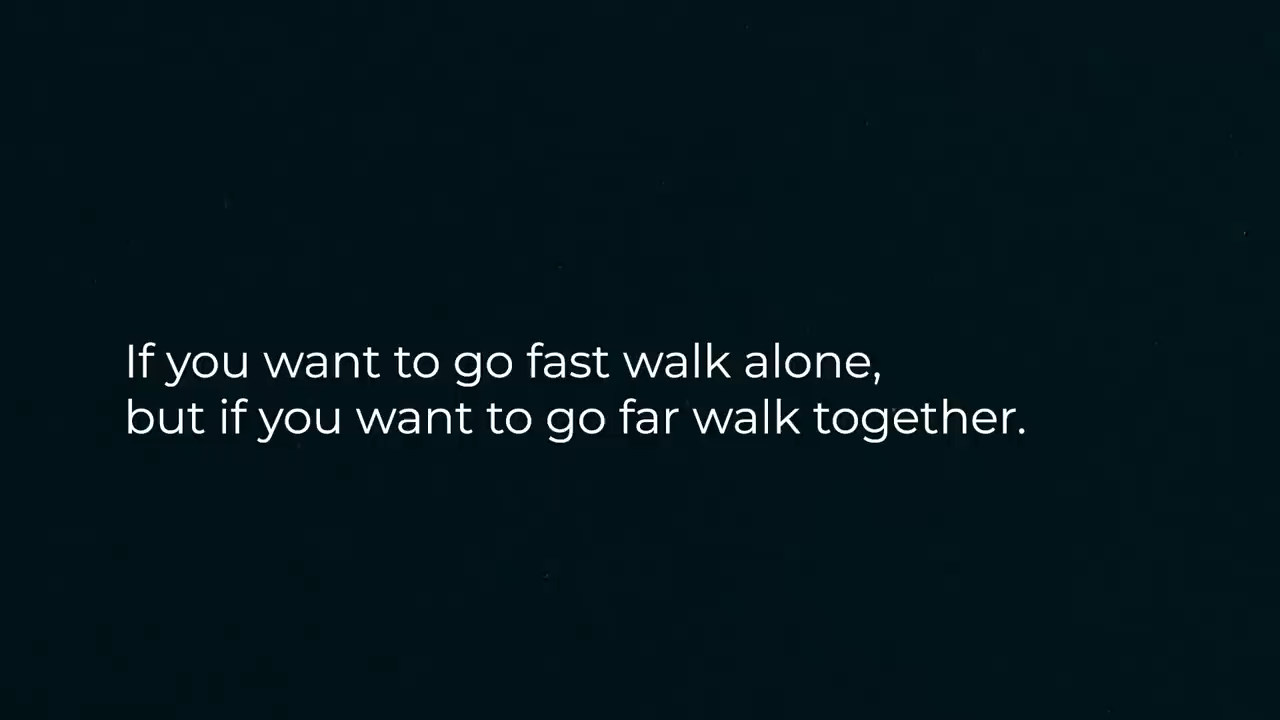 If you want to go fast walk alone,
but if you want to go far walk together.